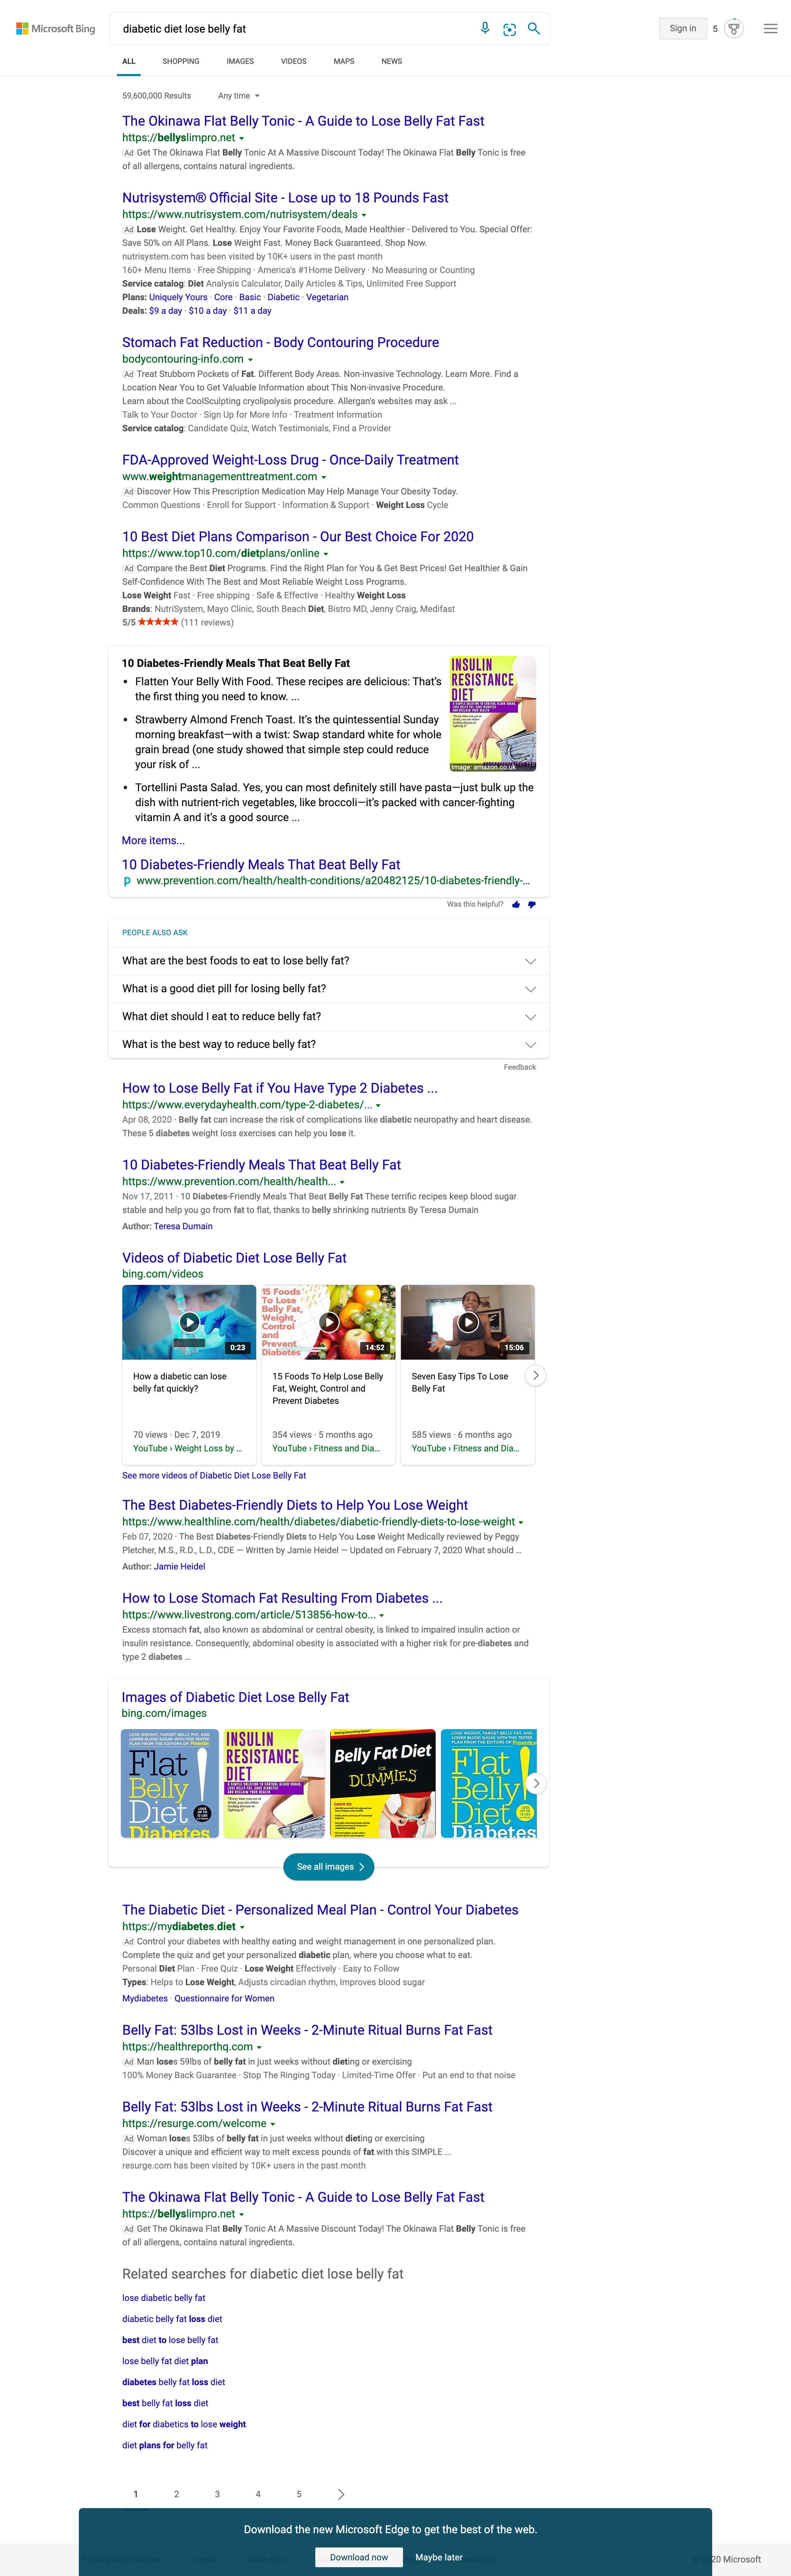 Microsoft Bing
diabetic diet lose belly fat
Sign in
5
ALL
SHOPPING
IMAGES
VIDEOS
MAPS
NEWS
59,600,000 Results
Any time
The Okinawa Flat Belly Tonic - A Guide to Lose Belly Fat Fast
https://bellyslimpro.net
Ad Get The Okinawa Flat Belly Tonic At A Massive Discount Today! The Okinawa Flat Belly Tonic is free
of all allergens, contains natural ingredients.
Nutrisystem® Official Site - Lose up to 18 Pounds Fast
https://www.nutrisystem.com/nutrisystem/deals
Ad Lose Weight. Get Healthy. Enjoy Your Favorite Foods, Made Healthier - Delivered to You. Special Offer:
Save 50% on All Plans. Lose Weight Fast. Money Back Guaranteed. Shop Now.
nutrisystem.com has been visited by 10K+ users in the past month
160+ Menu Items · Free Shipping · America's #1Home Delivery · No Measuring or Counting
Service catalog: Diet Analysis Calculator, Daily Articles & Tips, Unlimited Free Support
Plans: Uniquely Yours · Core · Basic · Diabetic · Vegetarian
Deals: $9 a day · $10 a day · $11 a day
Stomach Fat Reduction - Body Contouring Procedure
bodycontouring-info.com
Ad Treat Stubborn Pockets of Fat. Different Body Areas. Non-invasive Technology. Learn More. Find a
Location Near You to Get Valuable Information about This Non-invasive Procedure.
Learn about the CoolSculpting cryolipolysis procedure. Allergan's websites may ask ...
Talk to Your Doctor · Sign Up for More Info · Treatment Information
Service catalog: Candidate Quiz, Watch Testimonials, Find a Provider
FDA-Approved Weight-Loss Drug - Once-Daily Treatment
www.weightmanagementtreatment.com
Ad Discover How This Prescription Medication May Help Manage Your Obesity Today.
Common Questions · Enroll for Support · Information & Support · Weight Loss Cycle
10 Best Diet Plans Comparison - Our Best Choice For 2020
https://www.top10.com/dietplans/online
Ad Compare the Best Diet Programs. Find the Right Plan for You & Get Best Prices! Get Healthier & Gain
Self-Confidence With The Best and Most Reliable Weight Loss Programs.
Lose Weight Fast · Free shipping · Safe & Effective · Healthy Weight Loss
Brands: NutriSystem, Mayo Clinic, South Beach Diet, Bistro MD, Jenny Craig, Medifast
5/5 ★★★★★ (111 reviews)
10 Diabetes-Friendly Meals That Beat Belly Fat
• Flatten Your Belly With Food. These recipes are delicious: That's
the first thing you need to know. ...
• Strawberry Almond French Toast. It's the quintessential Sunday
morning breakfast—with a twist: Swap standard white for whole
grain bread (one study showed that simple step could reduce
your risk of ...
• Tortellini Pasta Salad. Yes, you can most definitely still have pasta—just bulk up the
dish with nutrient-rich vegetables, like broccoli—it's packed with cancer-fighting
vitamin A and it's a good source ...
INSULIN
RESISTANCE
DIET
Image: amazon.co.uk
More items...
10 Diabetes-Friendly Meals That Beat Belly Fat
P www.prevention.com/health/health-conditions/a20482125/10-diabetes-friendly-...
Was this helpful?
PEOPLE ALSO ASK
What are the best foods to eat to lose belly fat?
What is a good diet pill for losing belly fat?
What diet should I eat to reduce belly fat?
What is the best way to reduce belly fat?
Feedback
How to Lose Belly Fat if You Have Type 2 Diabetes ...
https://www.everydayhealth.com/type-2-diabetes/...
Apr 08, 2020 · Belly fat can increase the risk of complications like diabetic neuropathy and heart disease.
These 5 diabetes weight loss exercises can help you lose it.
10 Diabetes-Friendly Meals That Beat Belly Fat
https://www.prevention.com/health/health...
Nov 17, 2011 · 10 Diabetes-Friendly Meals That Beat Belly Fat These terrific recipes keep blood sugar
stable and help you go from fat to flat, thanks to belly shrinking nutrients By Teresa Dumain
Author: Teresa Dumain
Videos of Diabetic Diet Lose Belly Fat
bing.com/videos
0:23
15 Foods
To Lose
Belly Fat,
Weight,
Control
and
Prevent
Diabetes
14:52
15:06
How a diabetic can lose
belly fat quickly?
70 views · Dec 7, 2019
YouTube › Weight Loss by ...
15 Foods To Help Lose Belly
Fat, Weight, Control and
Prevent Diabetes
354 views · 5 months ago
YouTube › Fitness and Dia...
Seven Easy Tips To Lose
Belly Fat
585 views · 6 months ago
YouTube › Fitness and Dia...
See more videos of Diabetic Diet Lose Belly Fat
The Best Diabetes-Friendly Diets to Help You Lose Weight
https://www.healthline.com/health/diabetes/diabetic-friendly-diets-to-lose-weight
Feb 07, 2020 · The Best Diabetes-Friendly Diets to Help You Lose Weight Medically reviewed by Peggy
Pletcher, M.S., R.D., L.D., CDE — Written by Jamie Heidel — Updated on February 7, 2020 What should ...
Author: Jamie Heidel
How to Lose Stomach Fat Resulting From Diabetes ...
https://www.livestrong.com/article/513856-how-to...
Excess stomach fat, also known as abdominal or central obesity, is linked to impaired insulin action or
insulin resistance. Consequently, abdominal obesity is associated with a higher risk for pre-diabetes and
type 2 diabetes ...
Images of Diabetic Diet Lose Belly Fat
bing.com/images
LOSE WEIGHT, TARGET BELLY FAT, AND
LOWER BLOOD SUGAR WITH THIS TESTED
PLAN FROM THE EDITORS OF Prevention
Flat
Belly
Diet!
Diabetes
INSULIN
RESISTANCE
DIET
Making Everything Easier!
Belly Fat Diet
FOR
DUMMIES
Learn to:
LOSE WEIGHT, TARGET BELLY FAT, AND
LOWER BLOOD SUGAR WITH THIS TESTED
PLAN FROM THE EDITORS OF Prevention
Flat
Belly
Diet!
Diabetes
See all images
The Diabetic Diet - Personalized Meal Plan - Control Your Diabetes
https://mydiabetes.diet
Ad Control your diabetes with healthy eating and weight management in one personalized plan.
Complete the quiz and get your personalized diabetic plan, where you choose what to eat.
Personal Diet Plan · Free Quiz · Lose Weight Effectively · Easy to Follow
Types: Helps to Lose Weight, Adjusts circadian rhythm, Improves blood sugar
Mydiabetes · Questionnaire for Women
Belly Fat: 53lbs Lost in Weeks - 2-Minute Ritual Burns Fat Fast
https://healthreporthq.com
Ad Man loses 59lbs of belly fat in just weeks without dieting or exercising
100% Money Back Guarantee · Stop The Ringing Today · Limited-Time Offer · Put an end to that noise
Belly Fat: 53lbs Lost in Weeks - 2-Minute Ritual Burns Fat Fast
https://resurge.com/welcome
Ad Woman loses 53lbs of belly fat in just weeks without dieting or exercising
Discover a unique and efficient way to melt excess pounds of fat with this SIMPLE ...
resurge.com has been visited by 10K+ users in the past month
The Okinawa Flat Belly Tonic - A Guide to Lose Belly Fat Fast
https://bellyslimpro.net
Ad Get The Okinawa Flat Belly Tonic At A Massive Discount Today! The Okinawa Flat Belly Tonic is free
of all allergens, contains natural ingredients.
Related searches for diabetic diet lose belly fat
lose diabetic belly fat
diabetic belly fat loss diet
best diet to lose belly fat
lose belly fat diet plan
diabetes belly fat loss diet
best belly fat loss diet
diet for diabetics to lose weight
diet plans for belly fat
1
2
3
4
5
Download the new Microsoft Edge to get the best of the web.
Download now
Maybe later
20 Microsoft